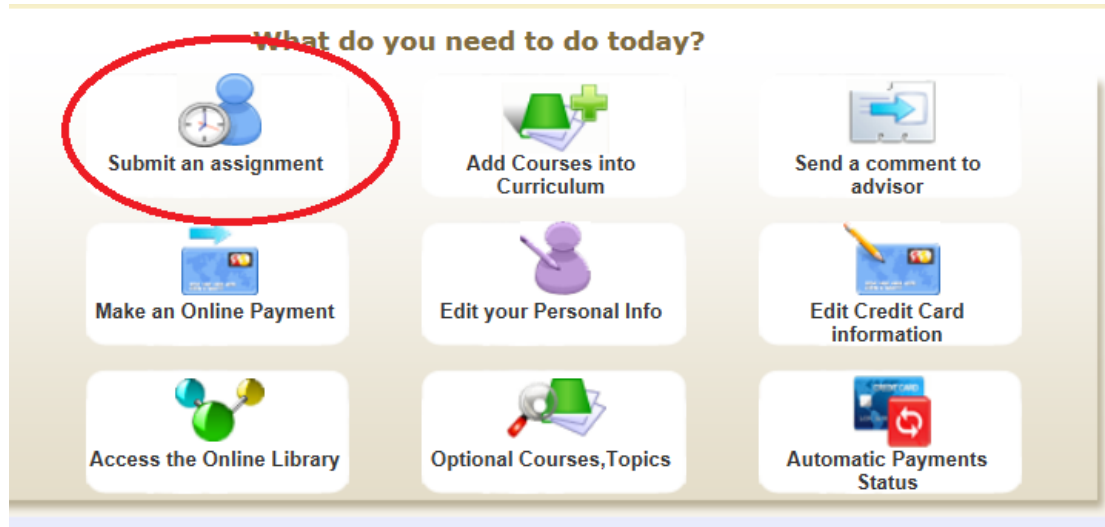 What do you need to do today?
Submit an assignment
Add Courses into
Curriculum
Send a comment to
advisor
Make an Online Payment
Edit your Personal Info
Edit Credit Card
information
Access the Online Library
Optional Courses,Topics
CREDIT CARD
Automatic Payments
Status